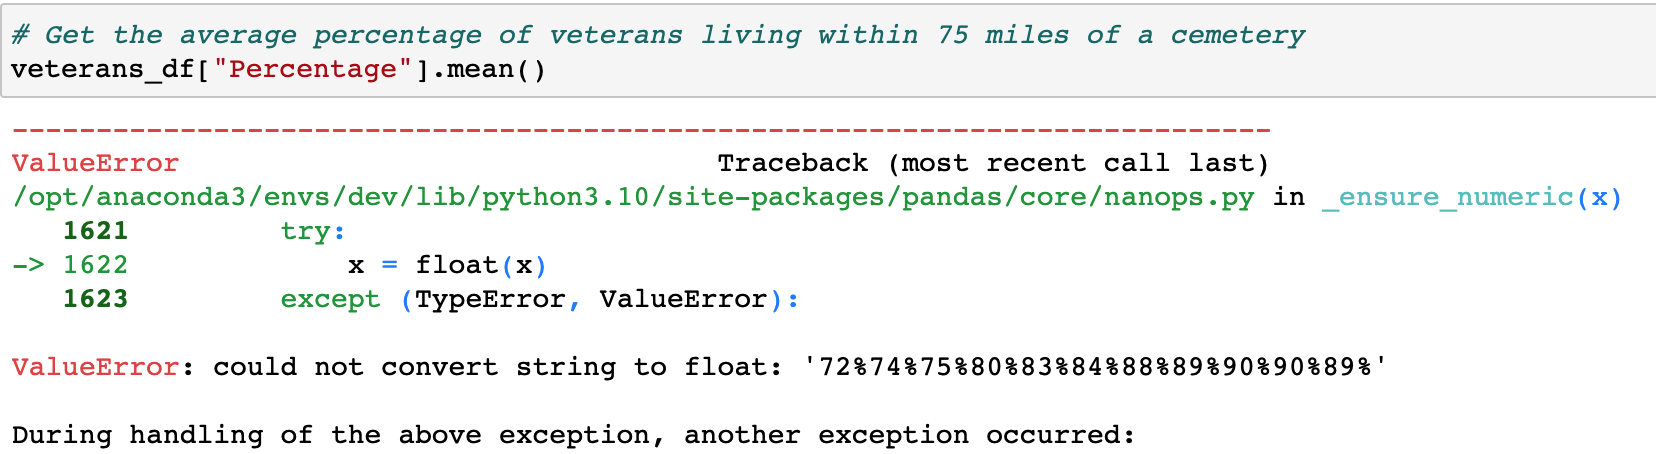 # Get the average percentage of veterans living within 75 miles of a cemetery
veterans_df["Percentage"].mean()
---------------------------------------------------------------------------
ValueError                                Traceback (most recent call last)
/opt/anaconda3/envs/dev/lib/python3.10/site-packages/pandas/core/nanops.py in _ensure_numeric(x)
   1621         try:
-> 1622             x = float(x)
   1623         except (TypeError, ValueError):
ValueError: could not convert string to float: '72%74%75%80%83%84%88%89%90%90%89%'
During handling of the above exception, another exception occurred: